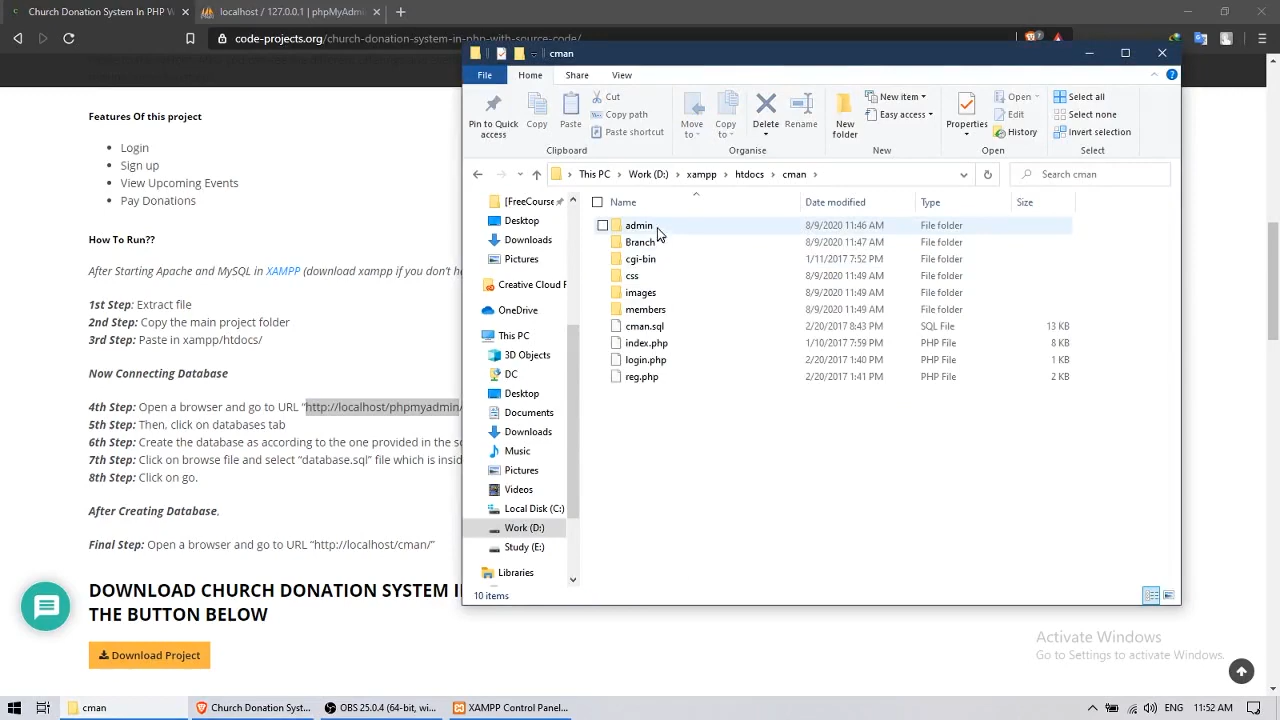 Church Donation System In PHP W
localhost / 127.0.0.1 | phpMyAdmi
code-projects.org/church-donation-system-in-php-with-source-code/
Features Of this project
Login
Sign up
View Upcoming Events
Pay Donations
How To Run??
After Starting Apache and MySQL in XAMPP (download xampp if you don't h
1st Step: Extract file
2nd Step: Copy the main project folder
3rd Step: Paste in xampp/htdocs/
Now Connecting Database
4th Step: Open a browser and go to URL “http://localhost/phpmyadmin/
5th Step: Then, click on databases tab
6th Step: Create the database as according to the one provided in the s
7th Step: Click on browse file and select “database.sql” file which is insid
8th Step: Click on go.
After Creating Database,
Final Step: Open a browser and go to URL “http://localhost/cman/”
DOWNLOAD CHURCH DONATION SYSTEM I
THE BUTTON BELOW
Download Project
cman
File Home Share View
Pin to Quick access
Copy
Paste
Cut
Copy path
Paste shortcut
Clipboard
Move to
Copy to
Delete
Rename
Organise
New folder
New item
Easy access
New
Properties
Open
Edit
History
Open
Select all
Select none
Invert selection
Select
This PC > Work (D:) > xampp > htdocs > cman >
Search cman
[FreeCourse
Desktop
Downloads
Pictures
Creative Cloud F
OneDrive
This PC
3D Objects
DC
Desktop
Documents
Downloads
Music
Pictures
Videos
Local Disk (C:)
Work (D:)
Study (E:)
Libraries
Name Date modified Type Size
admin 8/9/2020 11:46 AM File folder
Branch 8/9/2020 11:47 AM File folder
cgi-bin 1/11/2017 7:52 PM File folder
css 8/9/2020 11:49 AM File folder
images 8/9/2020 11:49 AM File folder
members 8/9/2020 11:49 AM File folder
cman.sql 2/20/2017 8:43 PM SQL File 13 KB
index.php 1/10/2017 7:59 PM PHP File 8 KB
login.php 2/20/2017 1:40 PM PHP File 1 KB
reg.php 2/20/2017 1:41 PM PHP File 2 KB
10 items
Activate Windows
Go to Settings to activate Windows.
cman
Church Donation Syst...
OBS 25.0.4 (64-bit, wi...
XAMPP Control Panel...
ENG
11:52 AM